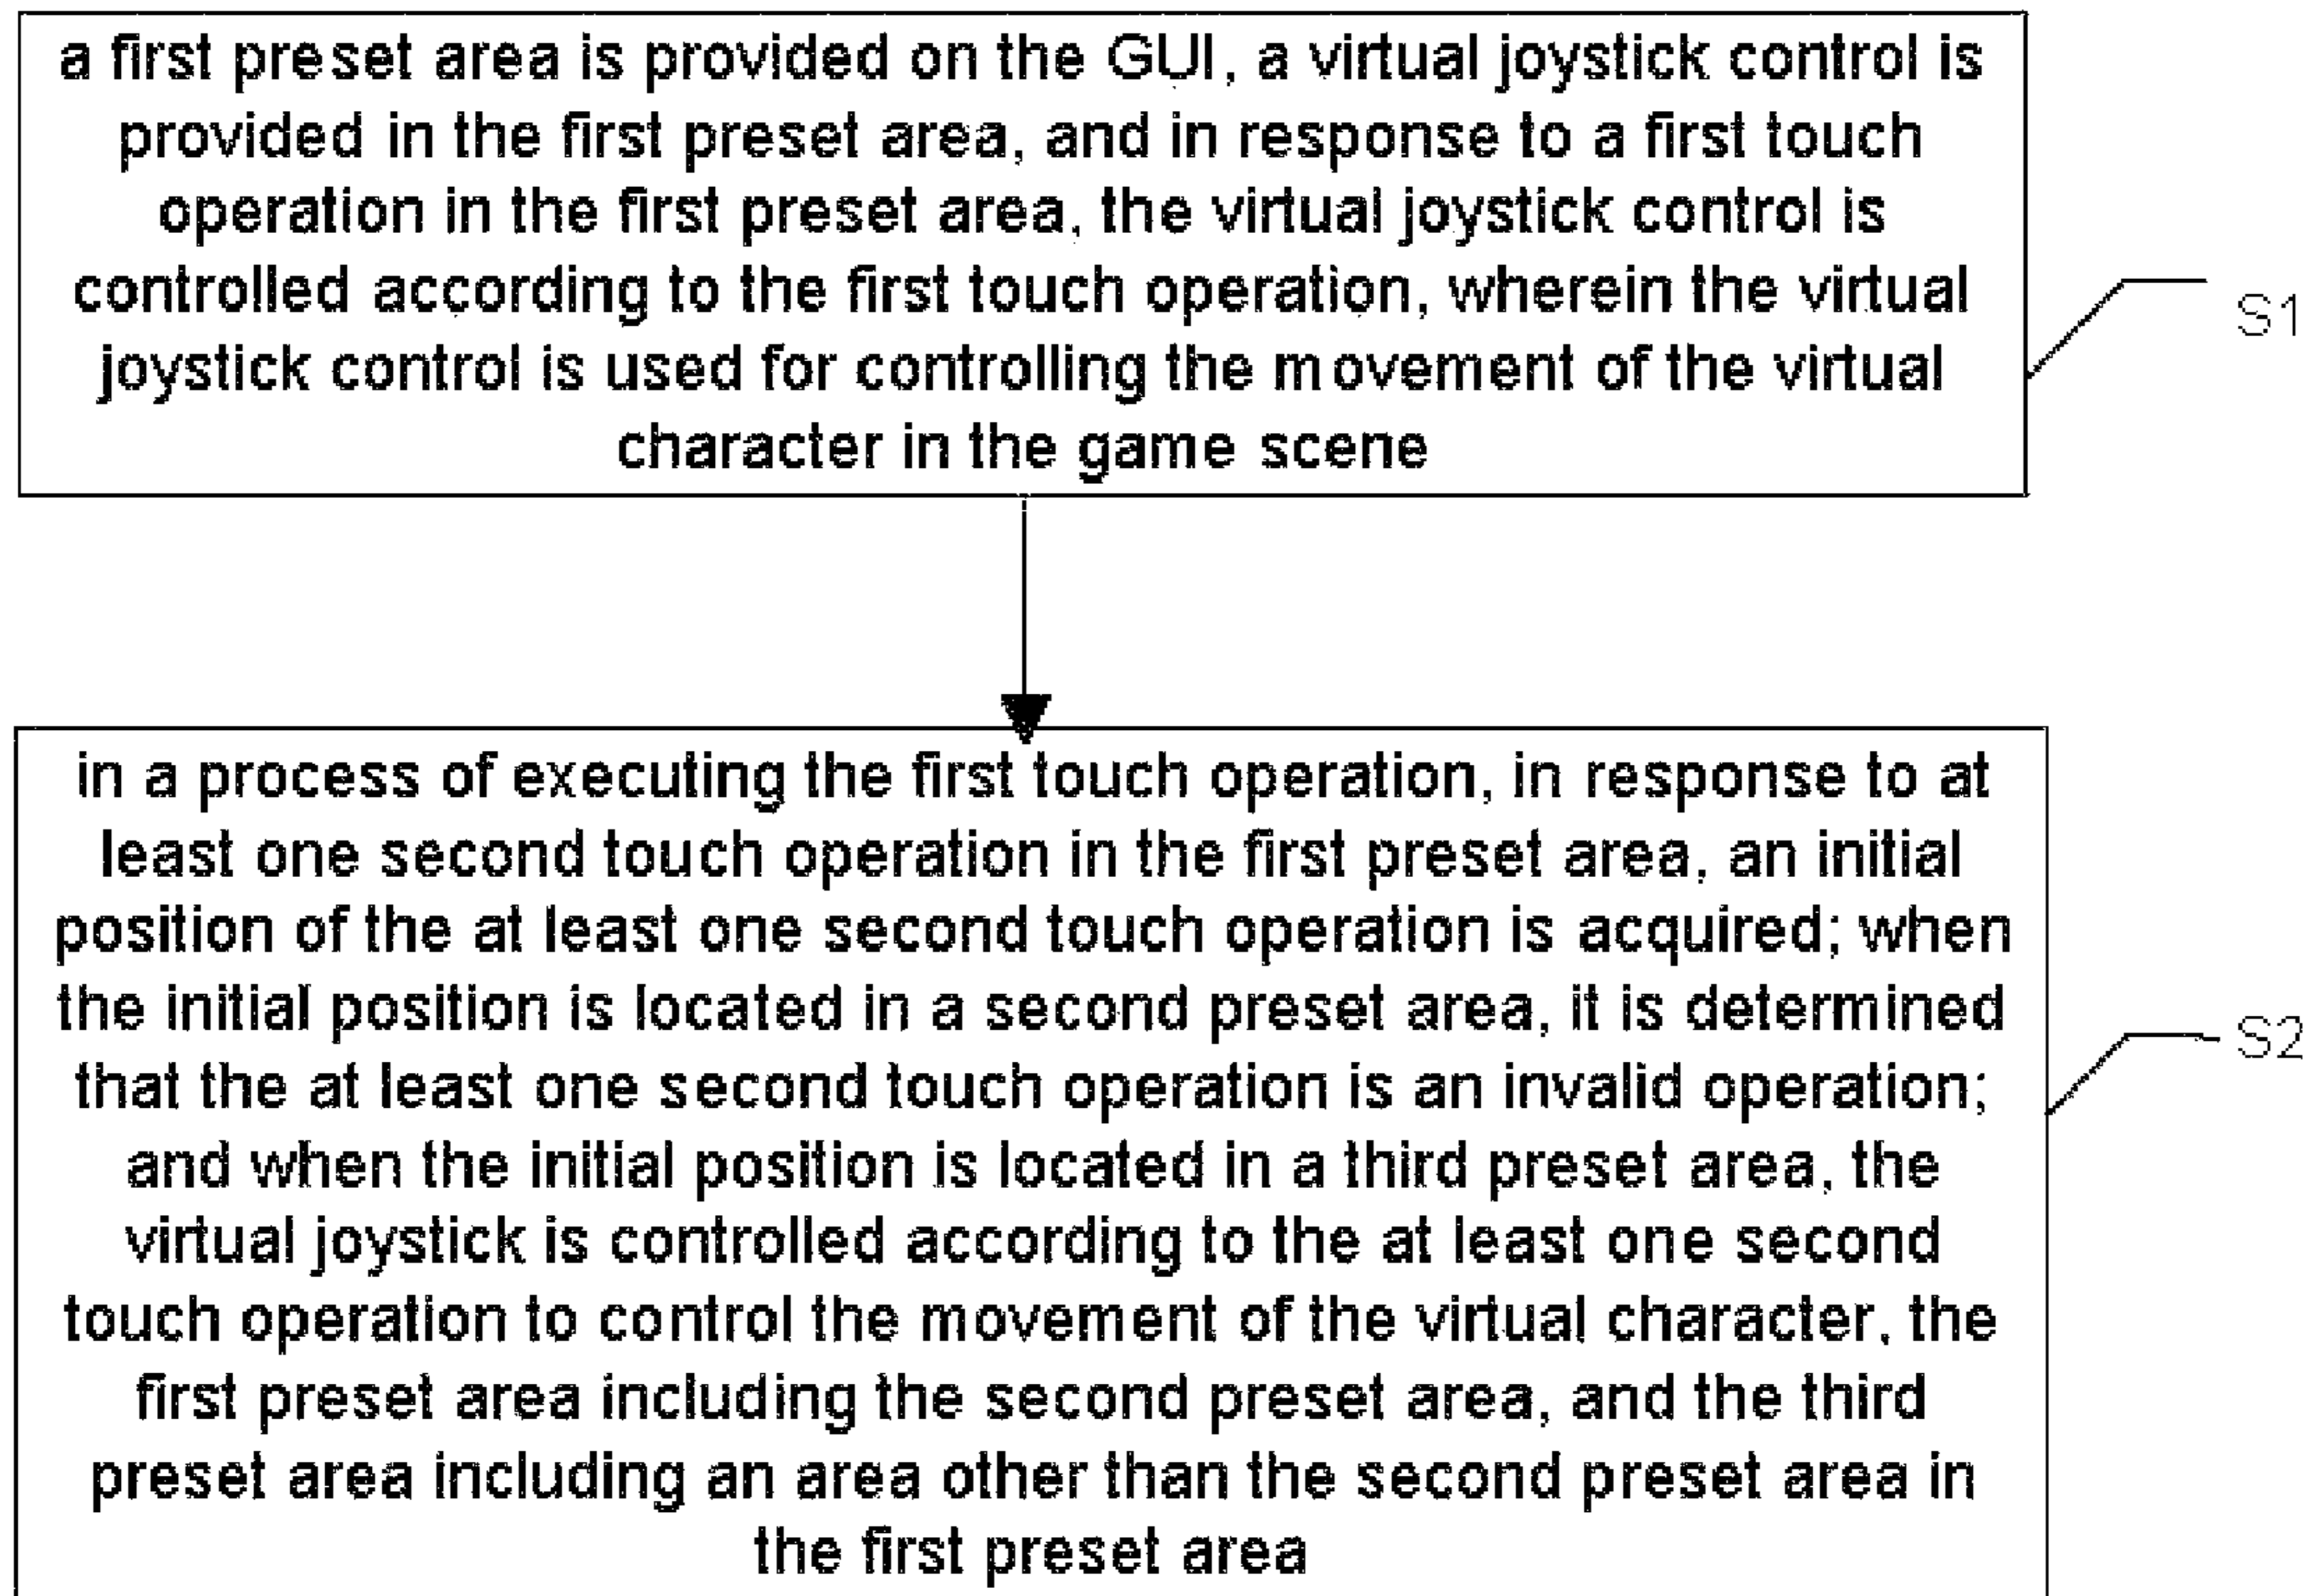 a first preset area is provided on the GUI, a virtual joystick control is
provided in the first preset area, and in response to a first touch
operation in the first preset area, the virtual joystick control is
controlled according to the first touch operation, wherein the virtual
joystick control is used for controlling the movement of the virtual
character in the game scene
S1
in a process of executing the first touch operation, in response to at
least one second touch operation in the first preset area, an initial
position of the at least one second touch operation is acquired; when
the initial position is located in a second preset area, it is determined
that the at least one second touch operation is an invalid operation;
and when the initial position is located in a third preset area, the
virtual joystick is controlled according to the at least one second
touch operation to control the movement of the virtual character, the
first preset area including the second preset area, and the third
preset area including an area other than the second preset area in
the first preset area
S2